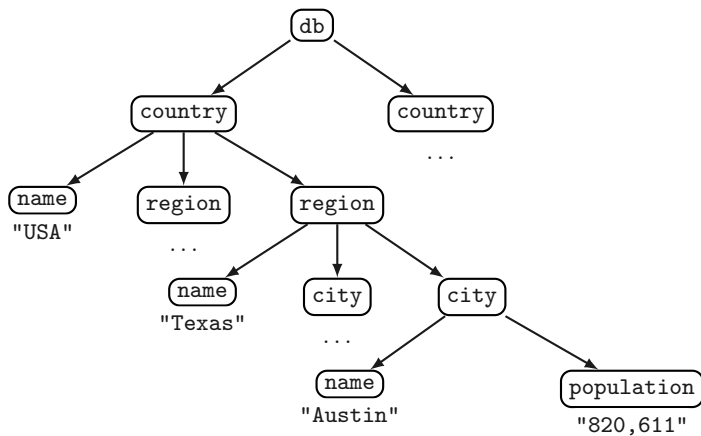 db
country country
...
name region region
"USA" ...
name city city
"Texas" ...
name population
"Austin" "820,611"